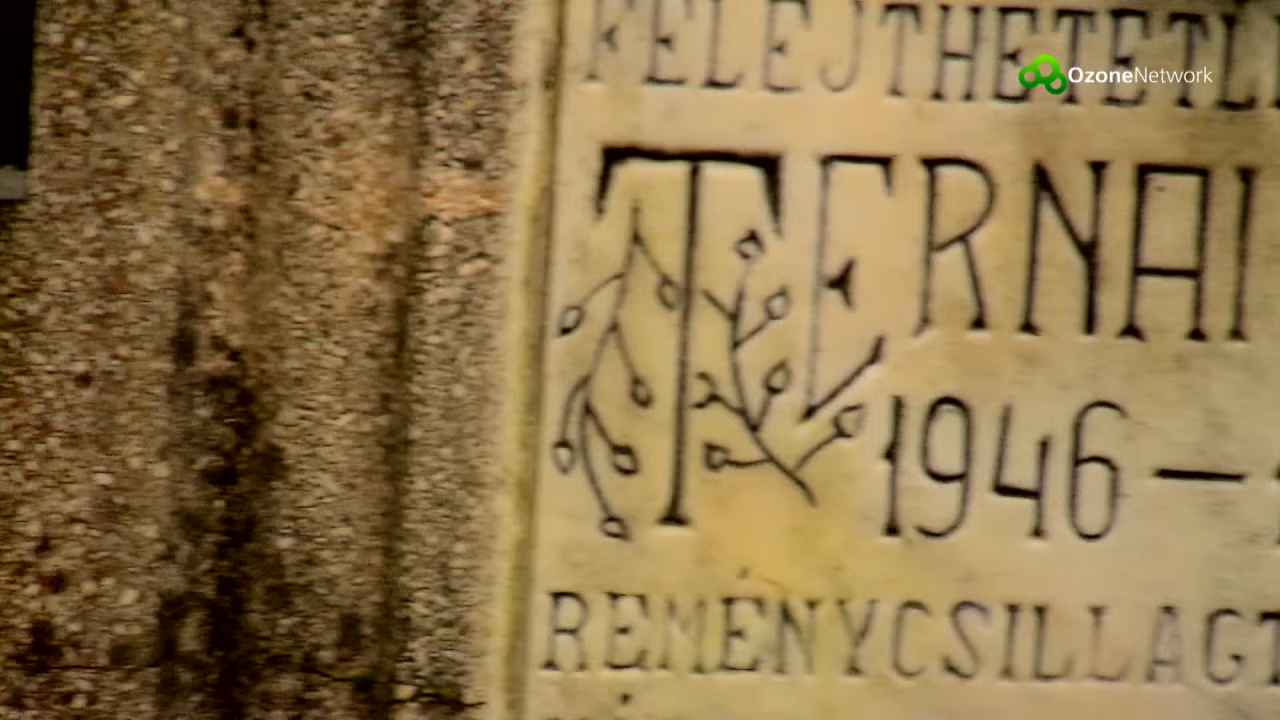 FELEJTHETETL
OzoneNetwork
TERNAI
1946 –
REMÉNYCSILLAGT